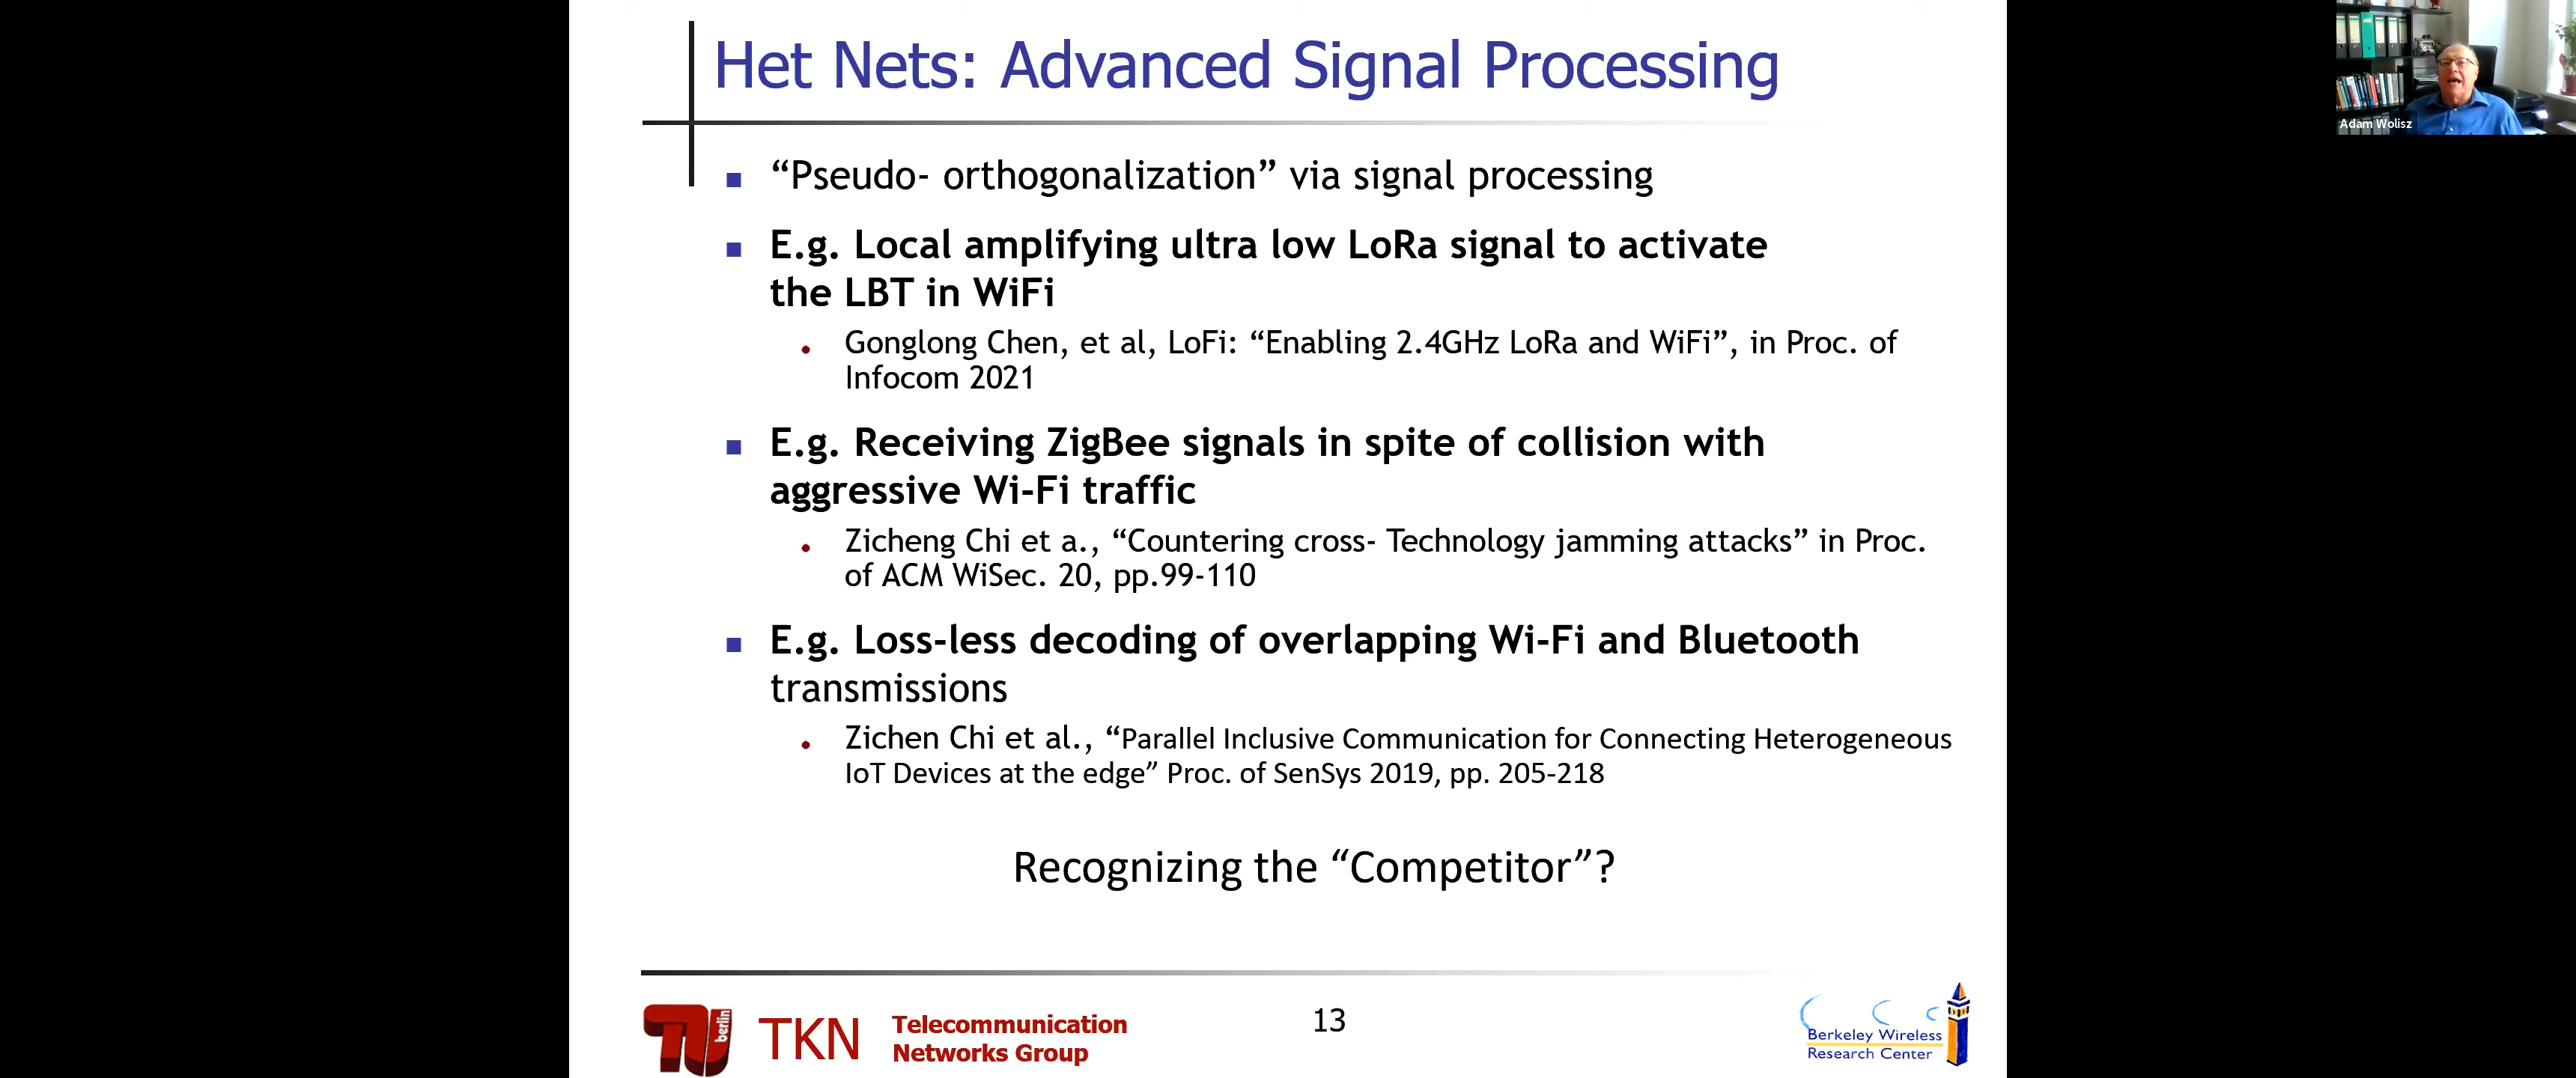 Het Nets: Advanced Signal Processing
Adam Wolisz
“Pseudo- orthogonalization” via signal processing
E.g. Local amplifying ultra low LoRa signal to activate
the LBT in WiFi
Gonglong Chen, et al, LoFi: “Enabling 2.4GHz LoRa and WiFi”, in Proc. of
Infocom 2021
E.g. Receiving ZigBee signals in spite of collision with
aggressive Wi-Fi traffic
Zicheng Chi et a., “Countering cross- Technology jamming attacks” in Proc.
of ACM WiSec. 20, pp.99-110
E.g. Loss-less decoding of overlapping Wi-Fi and Bluetooth
transmissions
Zichen Chi et al., “Parallel Inclusive Communication for Connecting Heterogeneous
IoT Devices at the edge” Proc. of SenSys 2019, pp. 205-218
Recognizing the “Competitor”?
TU berlin
TKN
Telecommunication
Networks Group
13
Berkeley Wireless
Research Center